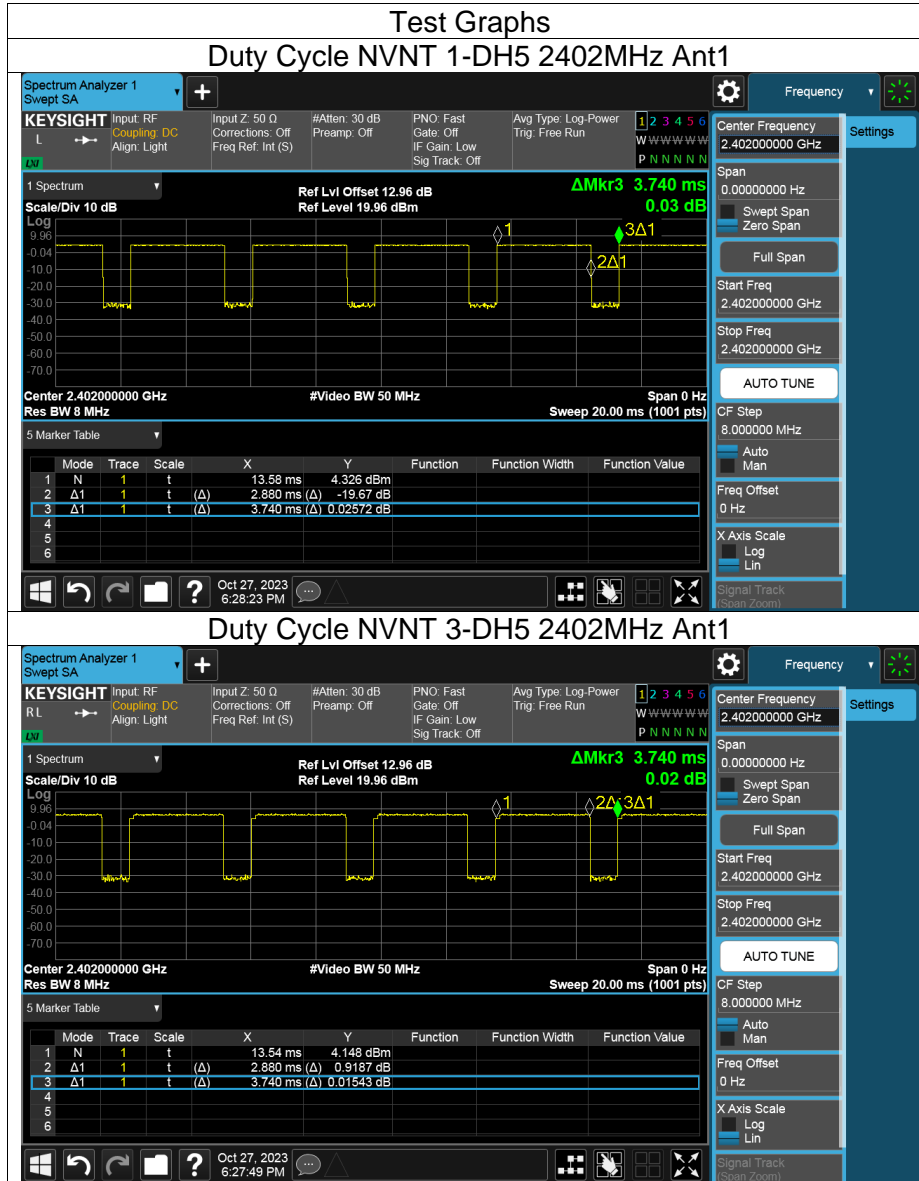 Test Graphs
Duty Cycle NVNT 1-DH5 2402MHz Ant1
Spectrum Analyzer 1
Swept SA
Frequency
KEYSIGHT Input: RF Input Z: 50 Ω #Atten: 30 dB PNO: Fast Avg Type: Log-Power 1 2 3 4 5 6
L Coupling: DC Corrections: Off Preamp: Off Gate: Off Trig: Free Run W W W W W W
Align: Light Freq Ref: Int (S) IF Gain: Low P N N N N N
LXI Sig Track: Off
Center Frequency
2.402000000 GHz
Settings
Span
0.00000000 Hz
Swept Span
Zero Span
Full Span
Start Freq
2.402000000 GHz
Stop Freq
2.402000000 GHz
AUTO TUNE
CF Step
8.000000 MHz
Auto
Man
Freq Offset
0 Hz
X Axis Scale
Log
Lin
Signal Track
(Span Zoom)
1 Spectrum
Scale/Div 10 dB
Ref Lvl Offset 12.96 dB
Ref Level 19.96 dBm
ΔMkr3 3.740 ms
0.03 dB
Log
9.96
-0.04
-10.0
-20.0
-30.0
-40.0
-50.0
-60.0
-70.0
1
2Δ1
3Δ1
Center 2.402000000 GHz #Video BW 50 MHz Span 0 Hz
Res BW 8 MHz Sweep 20.00 ms (1001 pts)
5 Marker Table
Mode Trace Scale X Y Function Function Width Function Value
1 N 1 t 13.58 ms 4.326 dBm
2 Δ1 1 t (Δ) 2.880 ms (Δ) -19.67 dB
3 Δ1 1 t (Δ) 3.740 ms (Δ) 0.02572 dB
4
5
6
?
Oct 27, 2023
6:28:23 PM
Duty Cycle NVNT 3-DH5 2402MHz Ant1
Spectrum Analyzer 1
Swept SA
Frequency
KEYSIGHT Input: RF Input Z: 50 Ω #Atten: 30 dB PNO: Fast Avg Type: Log-Power 1 2 3 4 5 6
R L Coupling: DC Corrections: Off Preamp: Off Gate: Off Trig: Free Run W W W W W W
Align: Light Freq Ref: Int (S) IF Gain: Low P N N N N N
LXI Sig Track: Off
Center Frequency
2.402000000 GHz
Settings
Span
0.00000000 Hz
Swept Span
Zero Span
Full Span
Start Freq
2.402000000 GHz
Stop Freq
2.402000000 GHz
AUTO TUNE
CF Step
8.000000 MHz
Auto
Man
Freq Offset
0 Hz
X Axis Scale
Log
Lin
Signal Track
(Span Zoom)
1 Spectrum
Scale/Div 10 dB
Ref Lvl Offset 12.96 dB
Ref Level 19.96 dBm
ΔMkr3 3.740 ms
0.02 dB
Log
9.96
-0.04
-10.0
-20.0
-30.0
-40.0
-50.0
-60.0
-70.0
1
3Δ1
Center 2.402000000 GHz #Video BW 50 MHz Span 0 Hz
Res BW 8 MHz Sweep 20.00 ms (1001 pts)
5 Marker Table
Mode Trace Scale X Y Function Function Width Function Value
1 N 1 t 13.54 ms 4.148 dBm
2 Δ1 1 t (Δ) 2.880 ms (Δ) 0.9187 dB
3 Δ1 1 t (Δ) 3.740 ms (Δ) 0.01543 dB
4
5
6
?
Oct 27, 2023
6:27:49 PM